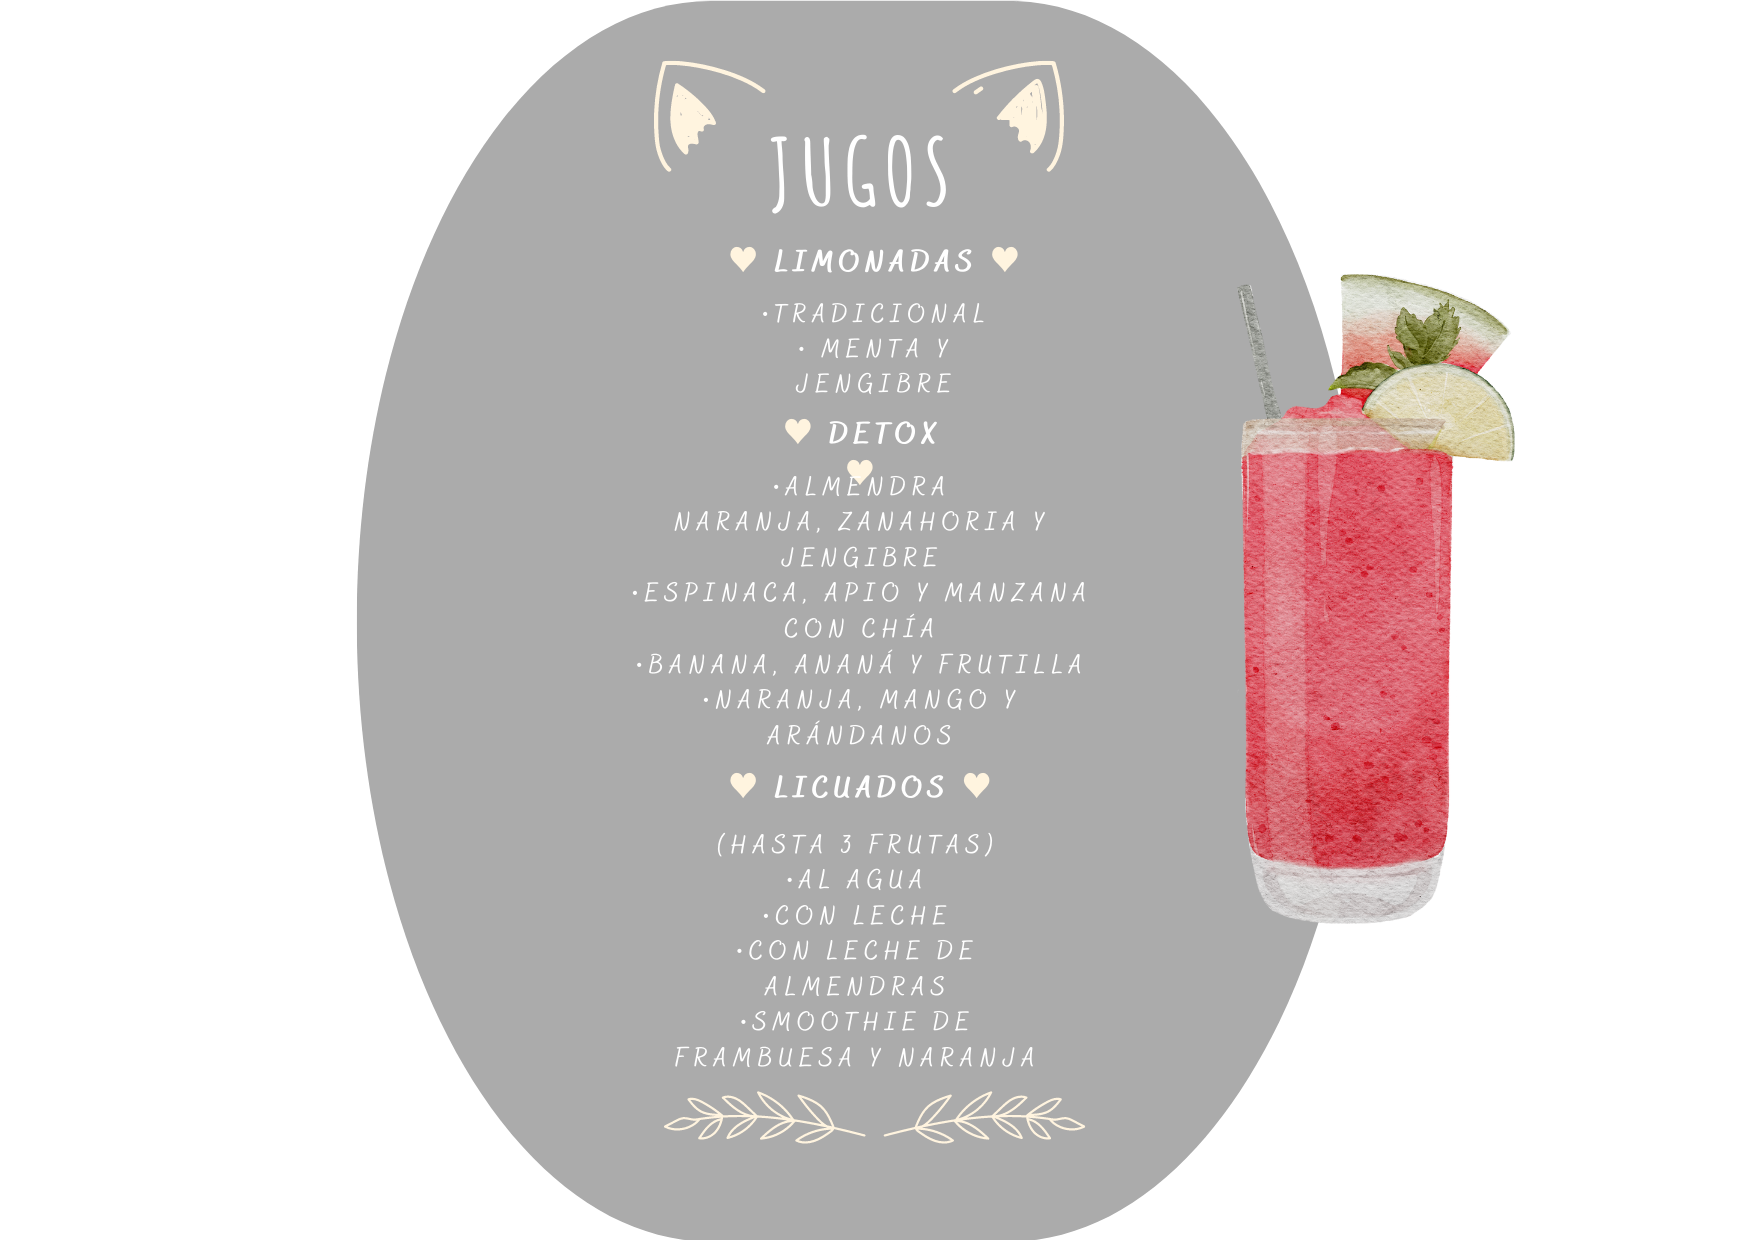 JUGOS
♥ LIMONADAS ♥
·TRADICIONAL
· MENTA Y
JENGIBRE
♥ DETOX
♥
·ALMENDRA
NARANJA, ZANAHORIA Y
JENGIBRE
·ESPINACA, APIO Y MANZANA
CON CHÍA
·BANANA, ANANÁ Y FRUTILLA
·NARANJA, MANGO Y
ARÁNDANOS
♥ LICUADOS ♥
(HASTA 3 FRUTAS)
·AL AGUA
·CON LECHE
·CON LECHE DE
ALMENDRAS
·SMOOTHIE DE
FRAMBUESA Y NARANJA